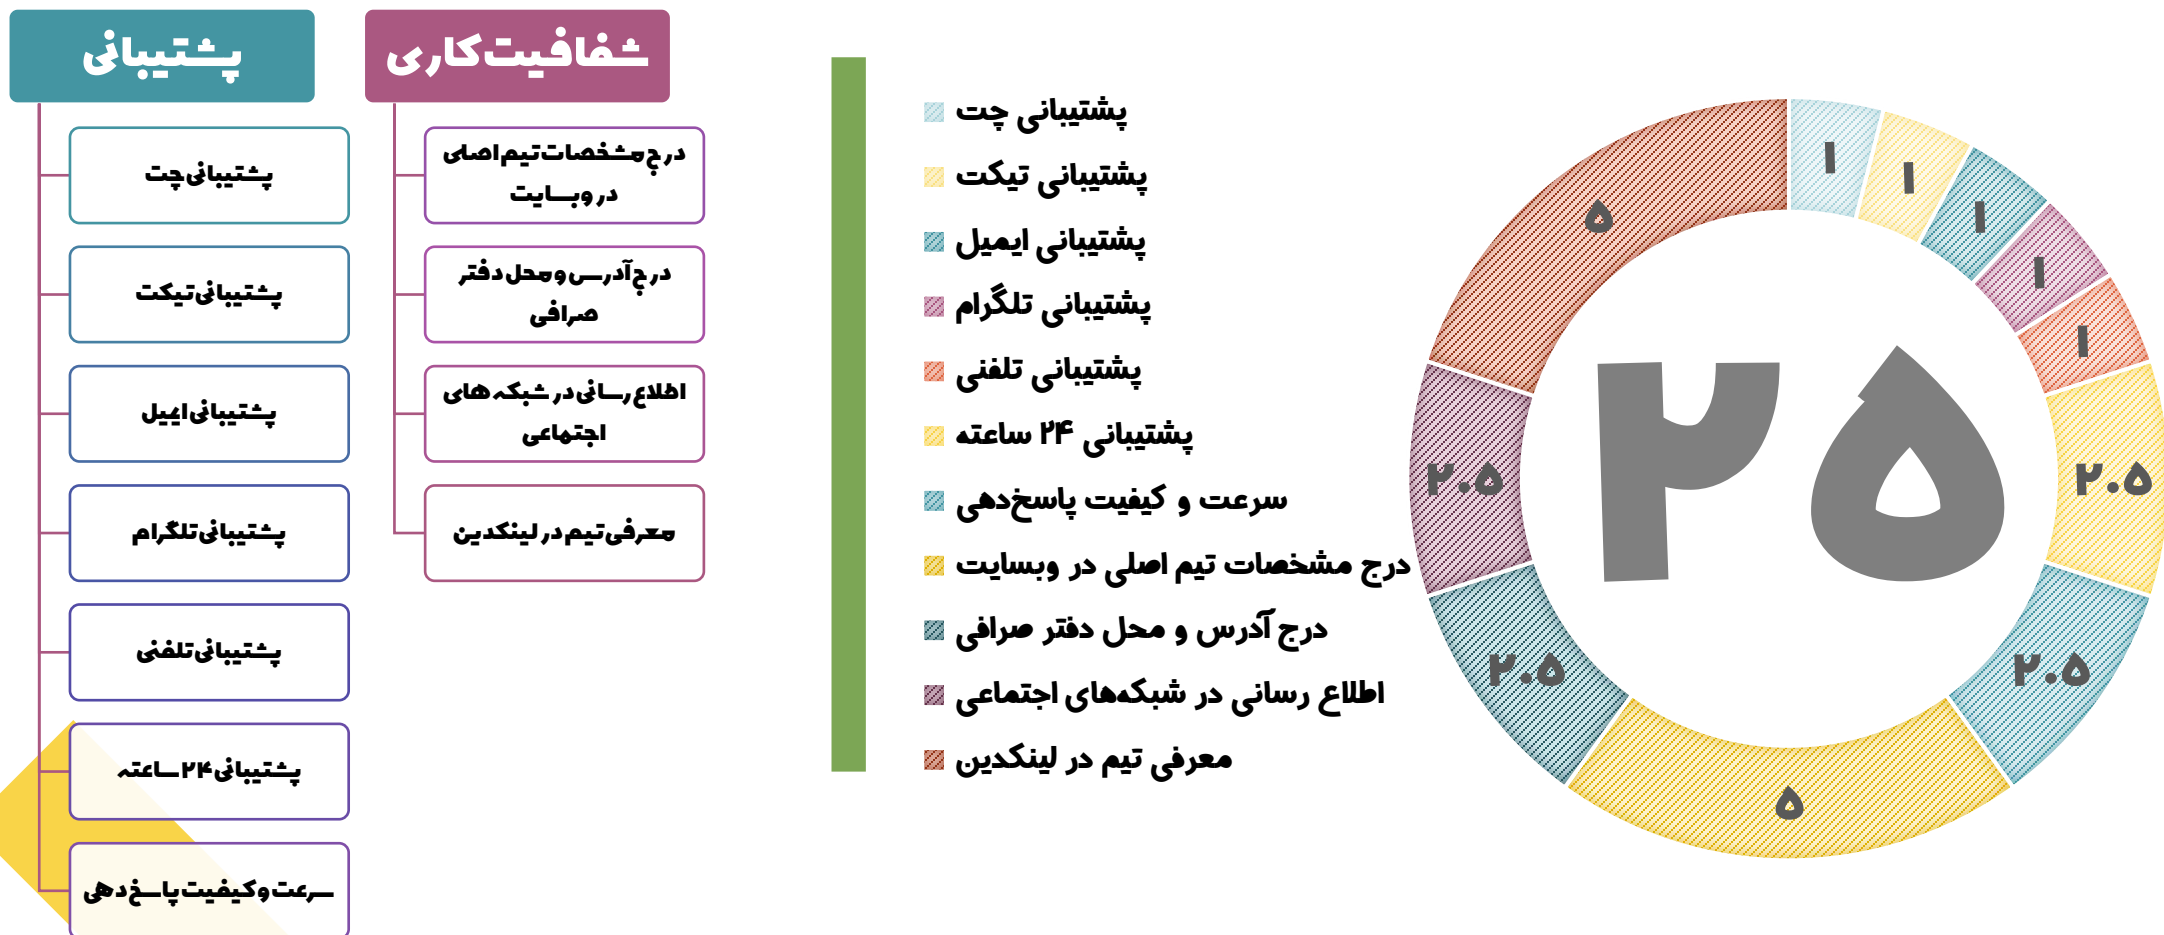 پشتیبانی
پشتیبانی چت
پشتیبانی تیکت
پشتیبانی ایمیل
پشتیبانی تلگرام
پشتیبانی تلفنی
پشتیبانی ۲۴ ساعته
سرعت و کیفیت پاسخ دهی
شفافیت کاری
درج مشخصات تیم اصلی
در وبسایت
درج آدرس و محل دفتر
صرافی
اطلاع رسانی در شبکه های
اجتماعی
معرفی تیم در لینکدین
پشتیبانی چت
پشتیبانی تیکت
پشتیبانی ایمیل
پشتیبانی تلگرام
پشتیبانی تلفنی
پشتیبانی ۲۴ ساعته
سرعت و کیفیت پاسخ‌دهی
درج مشخصات تیم اصلی در وبسایت
درج آدرس و محل دفتر صرافی
اطلاع رسانی در شبکه‌های اجتماعی
معرفی تیم در لینکدین
۱
۱
۱
۱
۱
۲.۵
۲.۵
۵
۲.۵
۲.۵
۵
۲۵